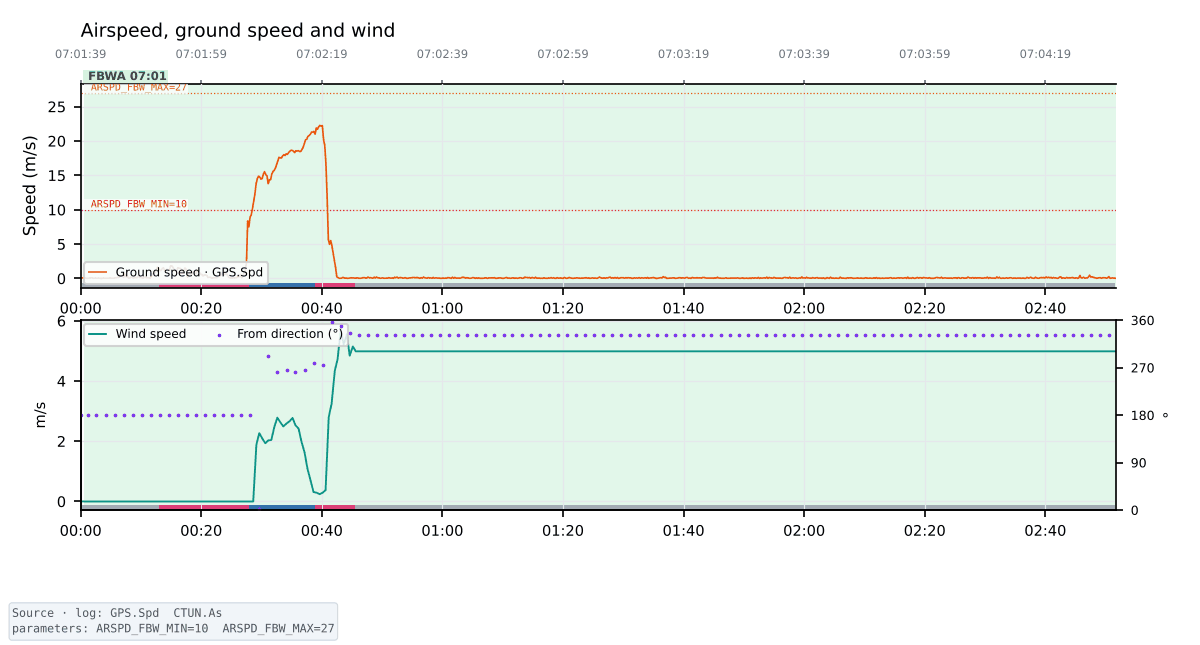 Airspeed, ground speed and wind
07:01:39 07:01:59 07:02:19 07:02:39 07:02:59 07:03:19 07:03:39 07:03:59 07:04:19
FBWA 07:01
ARSPD_FBW_MAX=27
25
20
15
10
5
0
Speed (m/s)
ARSPD_FBW_MIN=10
Ground speed · GPS.Spd
00:00 00:20 00:40 01:00 01:20 01:40 02:00 02:20 02:40
6
4
2
0
m/s
Wind speed From direction (°)
360
270
180
90
0
°
00:00 00:20 00:40 01:00 01:20 01:40 02:00 02:20 02:40
Source · log: GPS.Spd CTUN.As
parameters: ARSPD_FBW_MIN=10 ARSPD_FBW_MAX=27